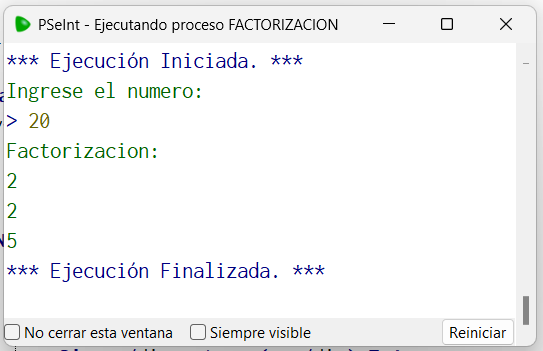 PSeInt - Ejecutando proceso FACTORIZACION
*** Ejecución Iniciada. ***
Ingrese el numero:
> 20
Factorizacion:
2
2
5
*** Ejecución Finalizada. ***
No cerrar esta ventana Siempre visible Reiniciar